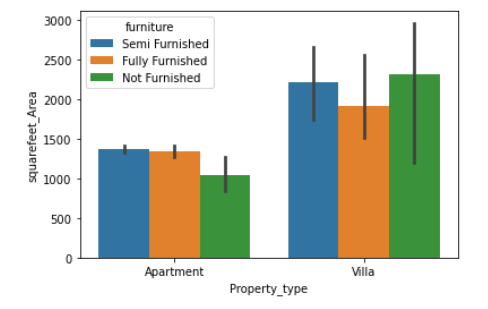 furniture
Semi Furnished
Fully Furnished
Not Furnished
squarefeet_Area
3000
2500
2000
1500
1000
500
0
Apartment
Villa
Property_type